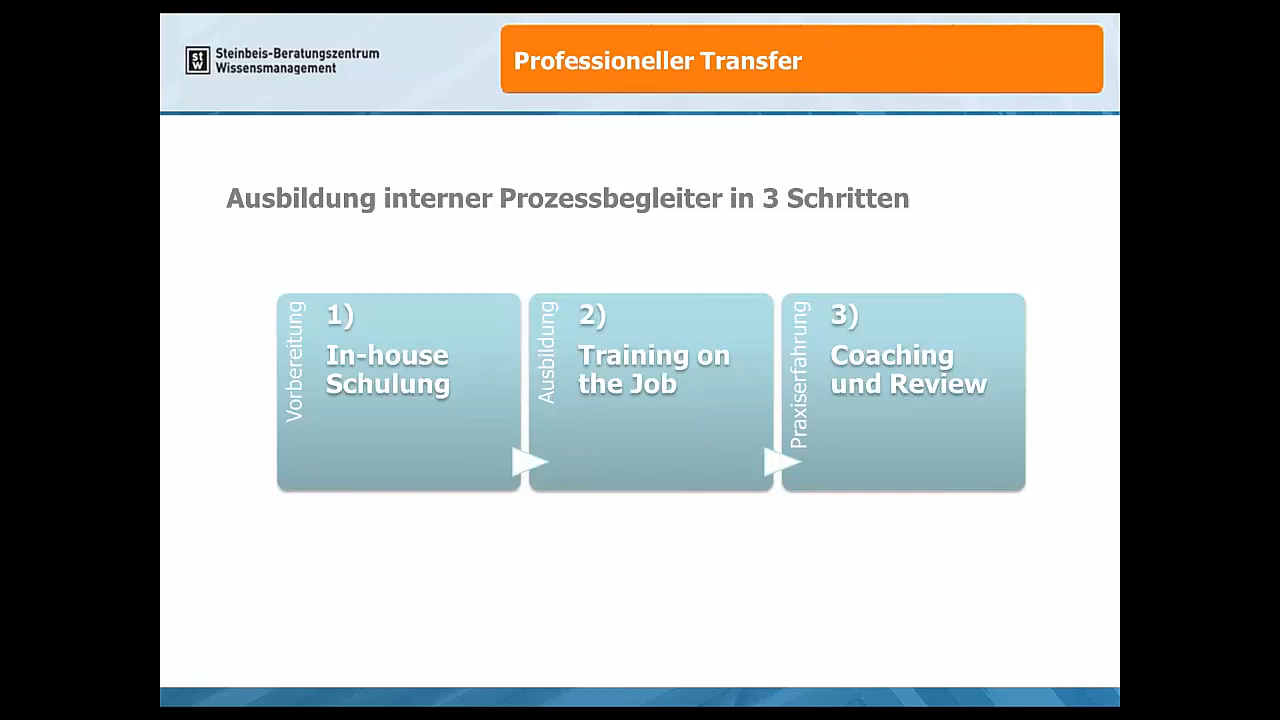 stw
Steinbeis-Beratungszentrum
Wissensmanagement
Professioneller Transfer
Ausbildung interner Prozessbegleiter in 3 Schritten
Vorbereitung
1)
In-house
Schulung
Ausbildung
2)
Training on
the Job
Praxiserfahrung
3)
Coaching
und Review